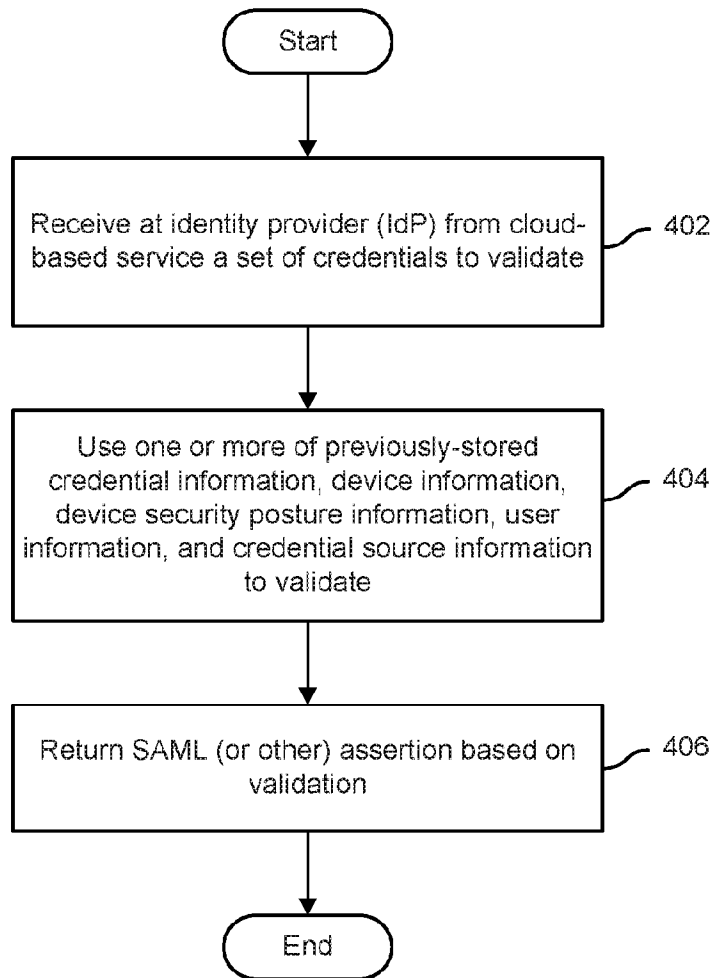 Start
Receive at identity provider (IdP) from cloud-
based service a set of credentials to validate
402
Use one or more of previously-stored
credential information, device information,
device security posture information, user
information, and credential source information
to validate
404
Return SAML (or other) assertion based on
validation
406
End